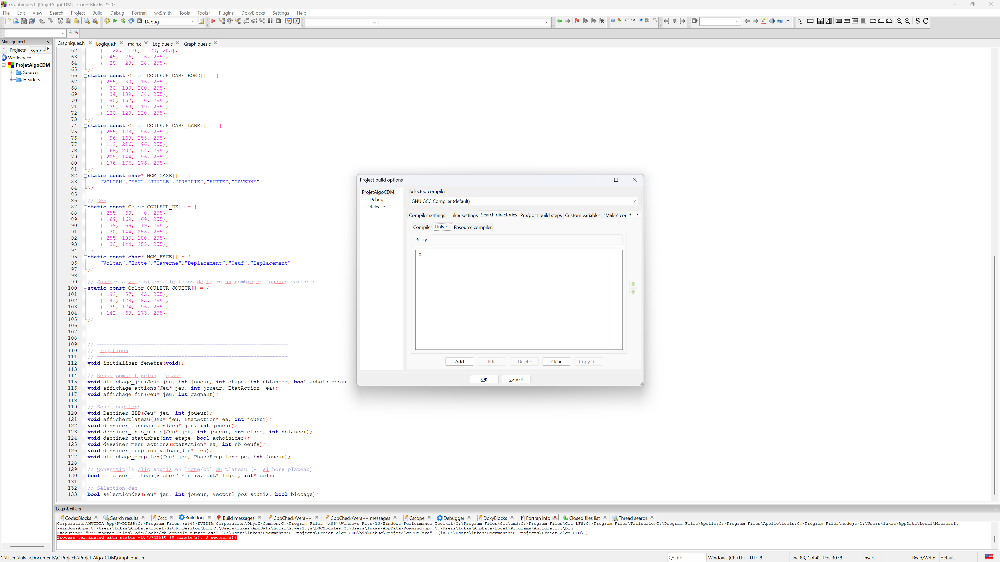 Graphiques.h [ProjetAlgoCDM] - Code::Blocks 25.03
File Edit View Search Project Build Debug Fortran wxSmith Tools Tools+ Plugins DoxyBlocks Settings Help
Debug
Management
Projects Symbo
Workspace
ProjetAlgoCDM
Sources
Headers
Graphiques.h Logique.h main.c Logique.c Graphiques.c
62 { 122, 126, 20, 255},
63 { 45, 26, 6, 255},
64 { 28, 28, 28, 255},
65 };
66 static const Color COULEUR_CASE_BORD[] = {
67 { 255, 80, 16, 255},
68 { 30, 100, 200, 255},
69 { 34, 139, 34, 255},
70 { 180, 157, 0, 255},
71 { 139, 69, 19, 255},
72 { 120, 120, 120, 255},
73 };
74 static const Color COULEUR_CASE_LABEL[] = {
75 { 255, 128, 96, 255},
76 { 96, 168, 255, 255},
77 { 112, 216, 96, 255},
78 { 168, 232, 64, 255},
79 { 208, 144, 96, 255},
80 { 176, 176, 176, 255},
81 };
82 static const char* NOM_CASE[] = {
83 "VOLCAN","EAU","JUNGLE","PRAIRIE","HUTTE","CAVERNE"
84 };
85
86 // Dés
87 static const Color COULEUR_DE[] = {
88 { 255, 69, 0, 255},
89 { 169, 169, 169, 255},
90 { 139, 69, 19, 255},
91 { 30, 144, 255, 255},
92 { 255, 105, 180, 255},
93 { 30, 144, 255, 255},
94 };
95 static const char* NOM_FACE[] = {
96 "Volcan","Hutte","Caverne","Deplacement","Oeuf","Deplacement"
97 };
98
99 // Joueurs a voir si on a le temps de faire un nombre de joueurs variable
100 static const Color COULEUR_JOUEUR[] = {
101 { 192, 57, 43, 255},
102 { 41, 128, 185, 255},
103 { 39, 174, 96, 255},
104 { 142, 68, 173, 255},
105 };
106
107
108
109 // =============================================================
110 // Fonctions
111 // =============================================================
112 void initialiser_fenetre(void);
113
114 // Rendu complet selon l'étape
115 void affichage_jeu(Jeu* jeu, int joueur, int etape, int nblancer, bool achoisides);
116 void affichage_actions(Jeu* jeu, int joueur, EtatAction* ea);
117 void affichage_fin(Jeu* jeu, int gagnant);
118
119 // Sous-fonctions
120 void Dessiner_HDP(Jeu* jeu, int joueur);
121 void afficherplateau(Jeu* jeu, EtatAction* ea, int joueur);
122 void dessiner_panneau_des(Jeu* jeu, int joueur);
123 void dessiner_info_strip(Jeu* jeu, int joueur, int etape, int nblancer);
124 void dessiner_statusbar(int etape, bool achoisides);
125 void dessiner_menu_actions(EtatAction* ea, int nb_oeufs);
126 void dessiner_eruption_volcan(Jeu* jeu);
127 void affichage_eruption(Jeu* jeu, PhaseEruption* pe, int joueur);
128
129 // Convertit le clic souris en ligne/col du plateau (-1 si hors plateau)
130 bool clic_sur_plateau(Vector2 souris, int* ligne, int* col);
131
132 // Sélection dés
133 bool selectiondes(Jeu* jeu, int joueur, Vector2 pos_souris, bool blocage);
Project build options
ProjetAlgoCDM
Debug
Release
Selected compiler
GNU GCC Compiler (default)
Compiler settings Linker settings Search directories Pre/post build steps Custom variables "Make" cor
Compiler Linker Resource compiler
Policy:
lib
Add Edit Delete Clear Copy to...
OK Cancel
Logs & others
Code::Blocks Search results Cccc Build log Build messages CppCheck/Vera++ CppCheck/Vera++ messages Cscope Debugger DoxyBlocks Fortran info Closed files list Thread search
Corporation\NVIDIA App\NvDLISR;C:\Program Files (x86)\NVIDIA Corporation\PhysX\Common;C:\Program Files (x86)\Windows Kits\10\Windows Performance Toolkit;C:\Program Files\Git\cmd;C:\Program Files\Git LFS;C:\Program Files\Tailscale;C:\Program Files\Apollo;C:\Program Files\Apollo\tools;C:\Program Files\nodejs;C:\Users\lukas\AppData\Local\Microsoft
\WindowsApps;C:\Users\lukas\AppData\Local\GitHubDesktop\bin;C:\Users\lukas\AppData\Local\PowerToys\DSCModules;C:\Users\lukas\AppData\Roaming\npm;C:\Users\lukas\AppData\Local\Programs\Antigravity\bin
Executing: "C:\Program Files\CodeBlocks/cb_console_runner.exe" "C:\Users\lukas\Documents\C Projects\Projet-Algo-CDM\bin\Debug\ProjetAlgoCDM.exe" (in C:\Users\lukas\Documents\C Projects\Projet-Algo-CDM\.)
Process terminated with status -1073741510 (0 minute(s), 3 second(s))
C:\Users\lukas\Documents\C Projects\Projet-Algo-CDM\Graphiques.h C/C++ Windows (CR+LF) UTF-8 Line 83, Col 42, Pos 3078 Insert Read/Write default